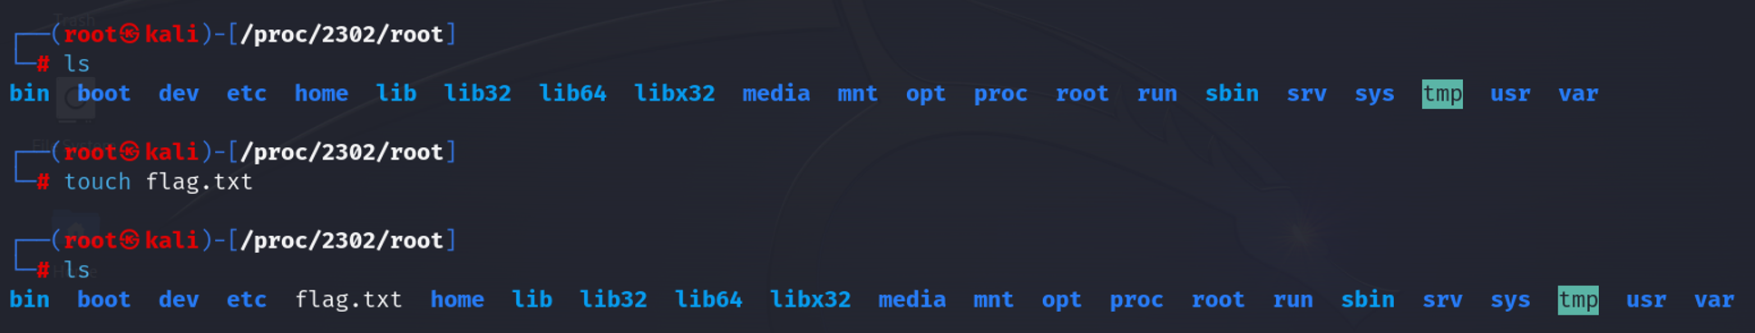 ┌──(root㉿kali)-[/proc/2302/root]
└─# ls
bin boot dev etc home lib lib32 lib64 libx32 media mnt opt proc root run sbin srv sys tmp usr var
┌──(root㉿kali)-[/proc/2302/root]
└─# touch flag.txt
┌──(root㉿kali)-[/proc/2302/root]
└─# ls
bin boot dev etc flag.txt home lib lib32 lib64 libx32 media mnt opt proc root run sbin srv sys tmp usr var